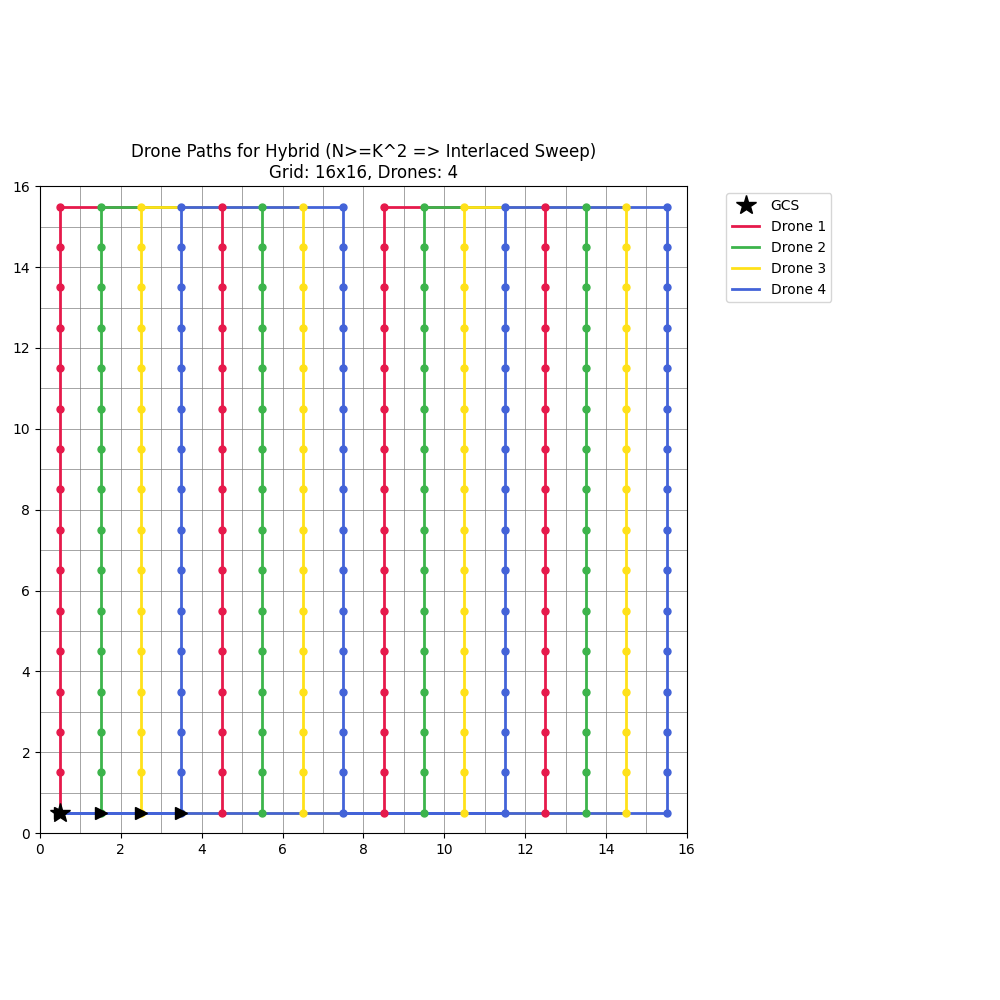 Drone Paths for Hybrid (N>=K^2 => Interlaced Sweep)
Grid: 16x16, Drones: 4
GCS
Drone 1
Drone 2
Drone 3
Drone 4
16
14
12
10
8
6
4
2
0
0 2 4 6 8 10 12 14 16